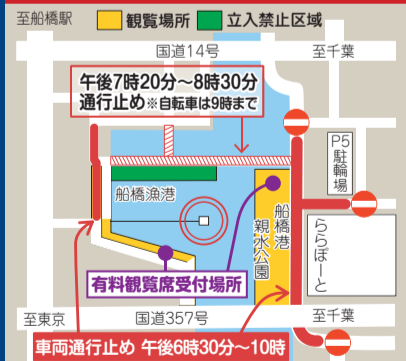 至船橋駅
観覧場所
立入禁止区域
国道14号
至千葉
午後7時20分〜8時30分
通行止め※自転車は9時まで
P5
駐輪場
船橋漁港
船橋港
親水公園
ららぽーと
有料観覧席受付場所
至東京
国道357号
至千葉
車両通行止め 午後6時30分〜10時